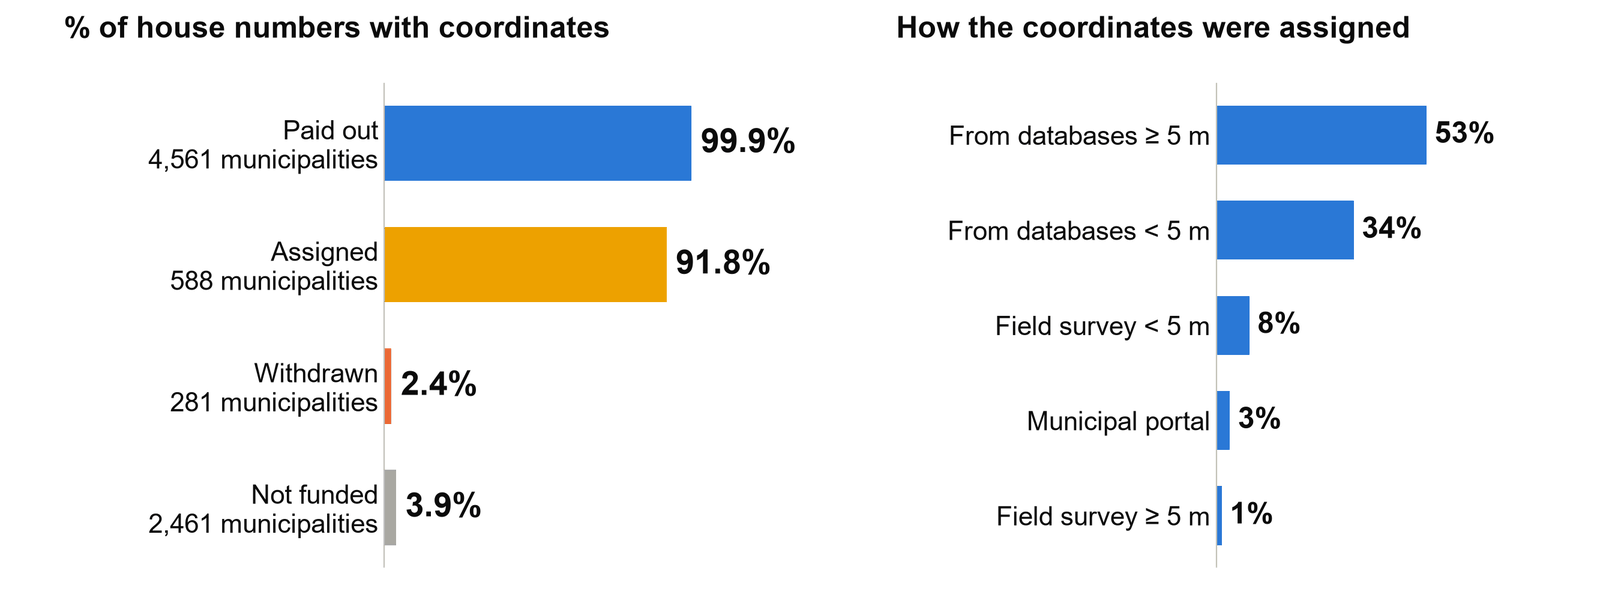 % of house numbers with coordinates
Paid out
4,561 municipalities
99.9%
Assigned
588 municipalities
91.8%
Withdrawn
281 municipalities
2.4%
Not funded
2,461 municipalities
3.9%
How the coordinates were assigned
From databases ≥ 5 m
53%
From databases < 5 m
34%
Field survey < 5 m
8%
Municipal portal
3%
Field survey ≥ 5 m
1%